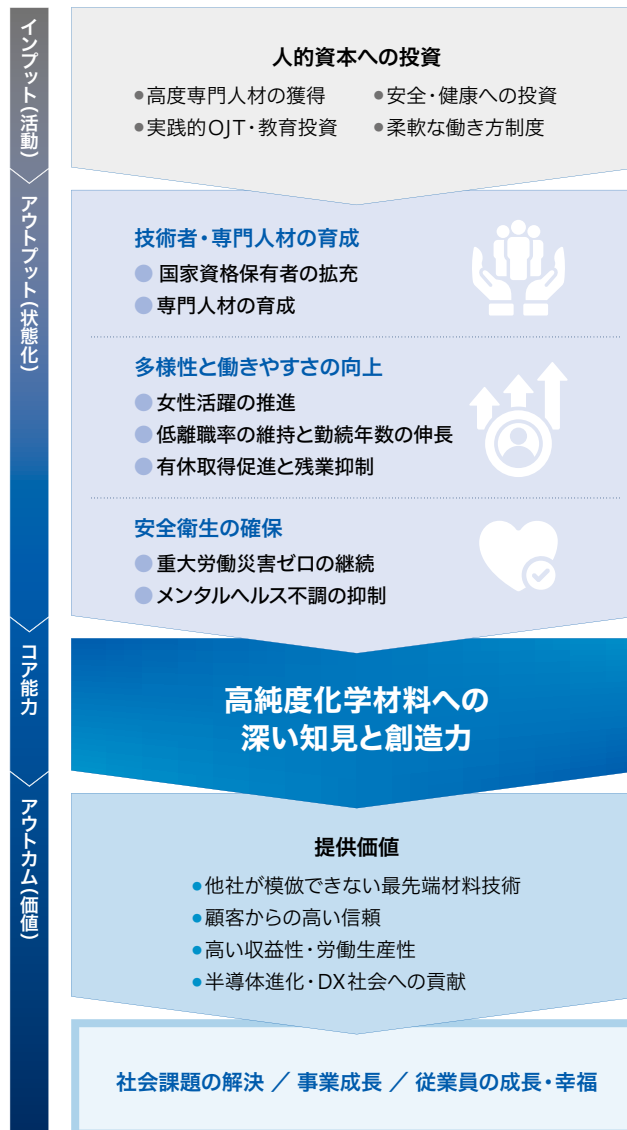 インプット(活動)
人的資本への投資
●高度専門人材の獲得 ●安全・健康への投資
●実践的OJT・教育投資 ●柔軟な働き方制度
アウトプット(状態化)
技術者・専門人材の育成
●国家資格保有者の拡充
●専門人材の育成
多様性と働きやすさの向上
●女性活躍の推進
●低離職率の維持と勤続年数の伸長
●有休取得促進と残業抑制
安全衛生の確保
●重大労働災害ゼロの継続
●メンタルヘルス不調の抑制
コア能力
高純度化学材料への
深い知見と創造力
アウトカム(価値)
提供価値
●他社が模倣できない最先端材料技術
●顧客からの高い信頼
●高い収益性・労働生産性
●半導体進化・DX社会への貢献
社会課題の解決 / 事業成長 / 従業員の成長・幸福